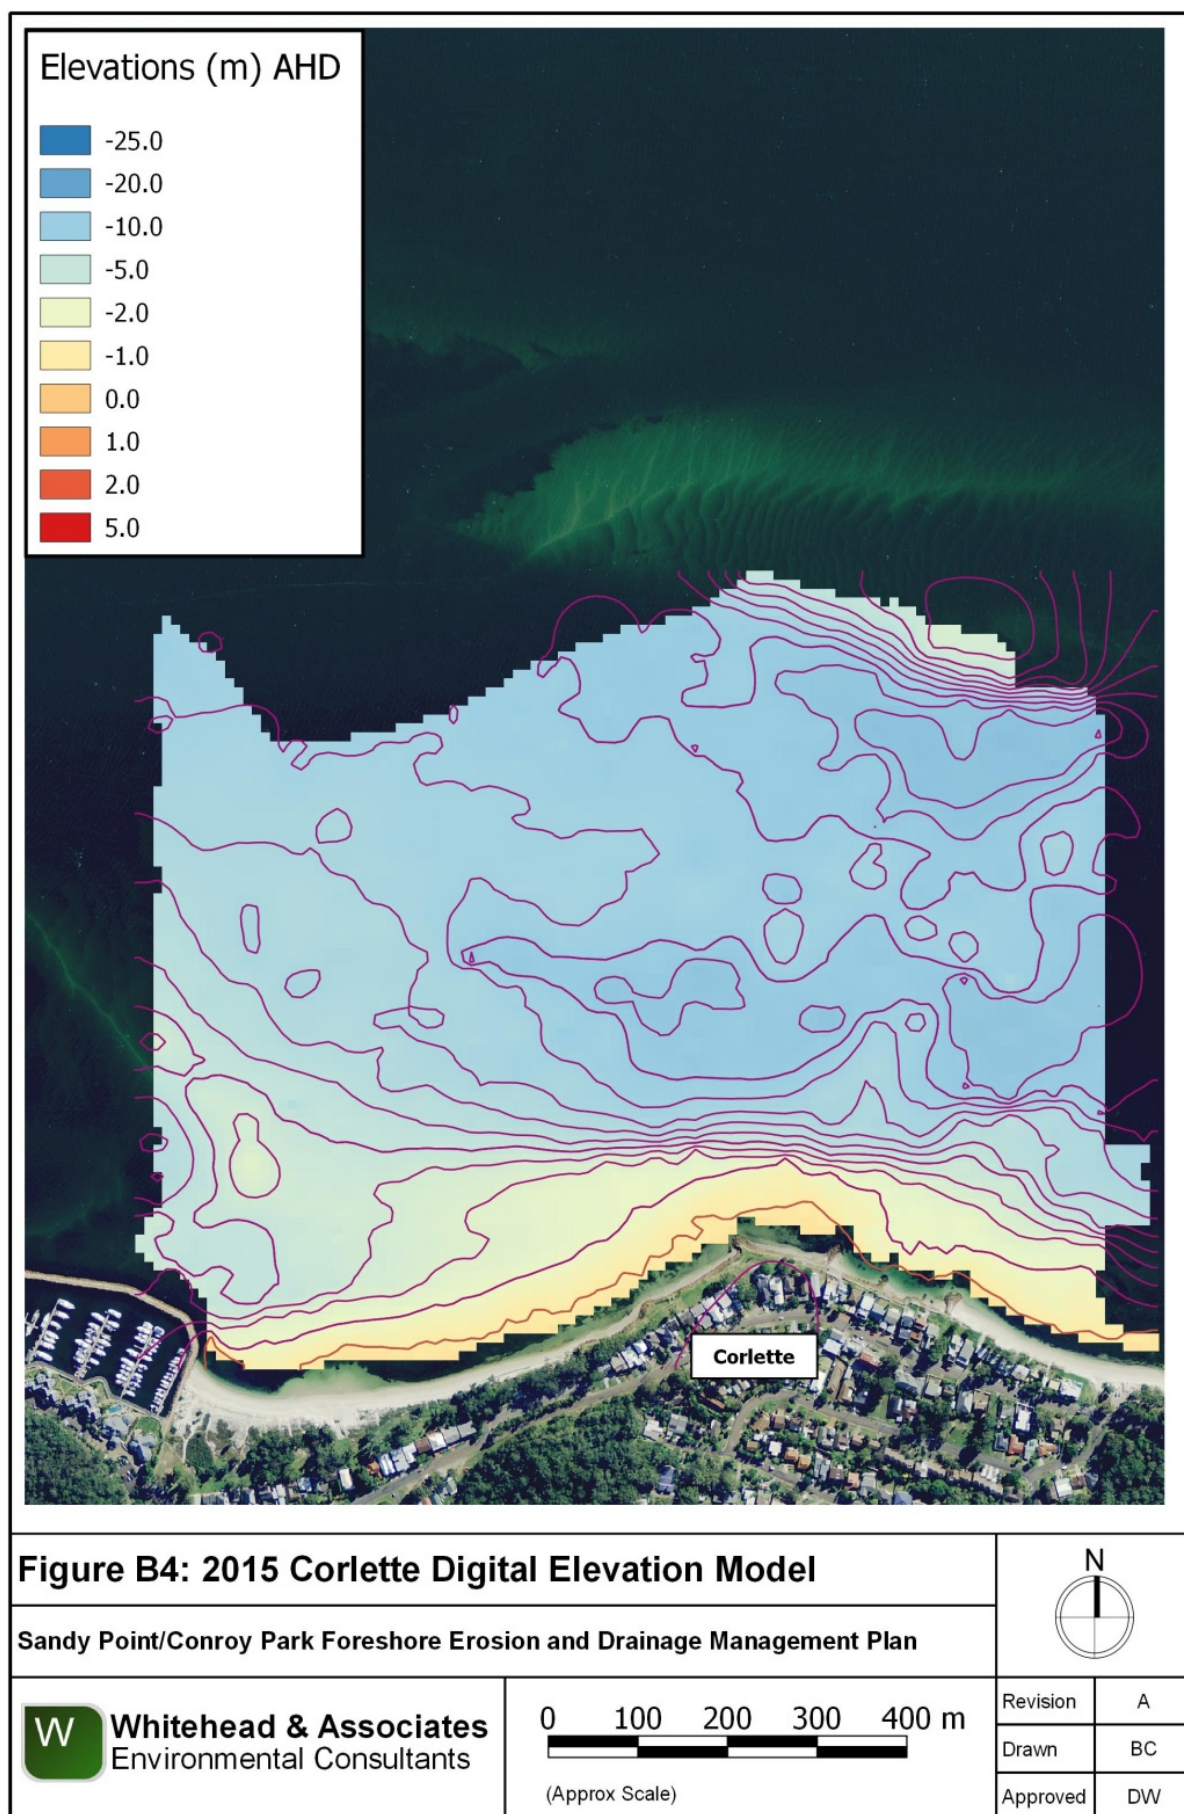 Elevations (m) AHD
-25.0
-20.0
-10.0
-5.0
-2.0
-1.0
0.0
1.0
2.0
5.0
Corlette
Figure B4: 2015 Corlette Digital Elevation Model
Sandy Point/Conroy Park Foreshore Erosion and Drainage Management Plan
N
W
Whitehead & Associates
Environmental Consultants
0 100 200 300 400 m
(Approx Scale)
Revision A
Drawn BC
Approved DW